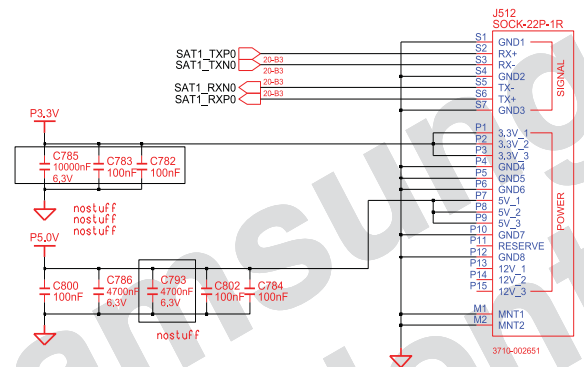 J512
SOCK-22P-1R
SAT1_TXP0
SAT1_TXN0
20-B3
20-B3
SAT1_RXN0
SAT1_RXP0
20-B3
20-B3
S1 GND1
S2 RX+
S3 RX-
S4 GND2
S5 TX-
S6 TX+
S7 GND3
SIGNAL
P1 3.3V_1
P2 3.3V_2
P3 3.3V_3
P4 GND4
P5 GND5
P6 GND6
P7 5V_1
P8 5V_2
P9 5V_3
P10 GND7
P11 RESERVE
P12 GND8
P13 12V_1
P14 12V_2
P15 12V_3
POWER
M1 MNT1
M2 MNT2
3710-002651
P3.3V
C785
10000nF
6.3V
C783
100nF
C782
100nF
nostuff
nostuff
nostuff
P5.0V
C800
100nF
C786
4700nF
6.3V
C793
4700nF
6.3V
C802
100nF
C784
100nF
nostuff